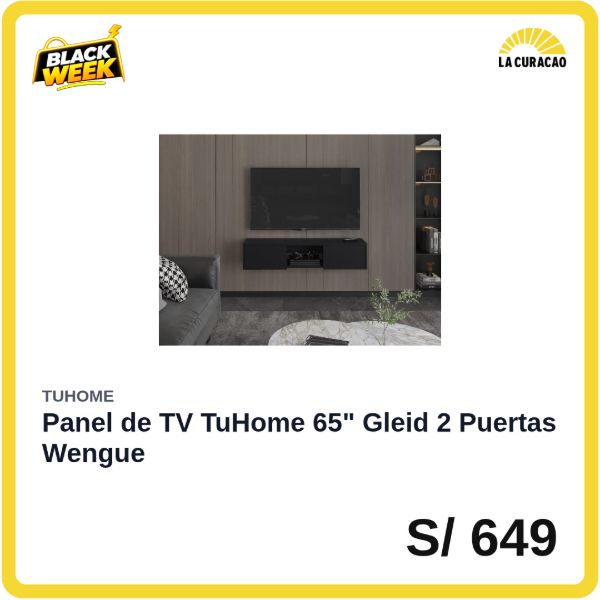 BLACK
WEEK
LA CURACAO
TUHOME
Panel de TV TuHome 65" Gleid 2 Puertas
Wengue
S/ 649